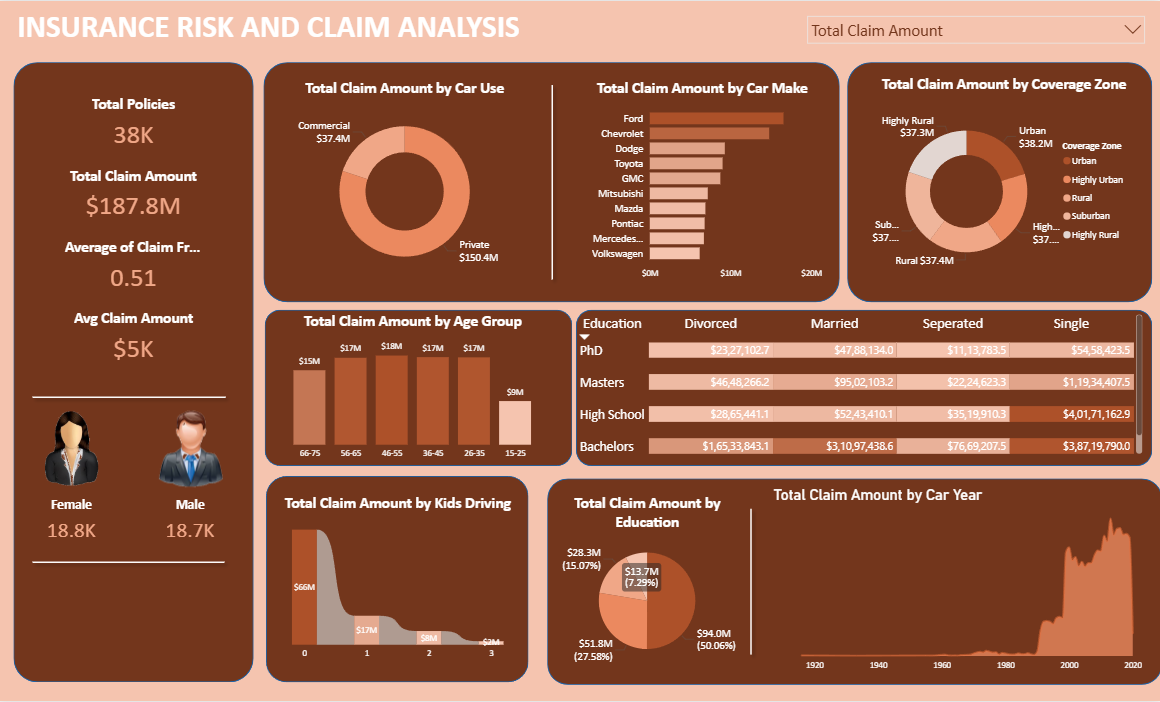 INSURANCE RISK AND CLAIM ANALYSIS
Total Claim Amount
Total Policies
38K
Total Claim Amount
$187.8M
Average of Claim Fr...
0.51
Avg Claim Amount
$5K
Female
Male
18.8K
18.7K
Total Claim Amount by Car Use
Commercial
$37.4M
Private
$150.4M
Total Claim Amount by Car Make
Ford
Chevrolet
Dodge
Toyota
GMC
Mitsubishi
Mazda
Pontiac
Mercedes...
Volkswagen
$0M $10M $20M
Total Claim Amount by Coverage Zone
Highly Rural
$37.3M
Urban
$38.2M
Sub...
$37....
High...
$37....
Rural $37.4M
Coverage Zone
Urban
Highly Urban
Rural
Suburban
Highly Rural
Total Claim Amount by Age Group
$15M $17M $18M $17M $17M $9M
66-75 56-65 46-55 36-45 26-35 15-25
Education Divorced Married Seperated Single
PhD $23,27,102.7 $47,88,134.0 $11,13,783.5 $54,58,423.5
Masters $46,48,266.2 $95,02,103.2 $22,24,623.3 $1,19,34,407.5
High School $28,65,441.1 $52,43,410.1 $35,19,910.3 $4,01,71,162.9
Bachelors $1,65,33,843.1 $3,10,97,438.6 $76,69,207.5 $3,87,19,790.0
Total Claim Amount by Kids Driving
$66M
$17M
$8M
$2M
0 1 2 3
Total Claim Amount by
Education
$28.3M
(15.07%)
$13.7M
(7.29%)
$51.8M
(27.58%)
$94.0M
(50.06%)
Total Claim Amount by Car Year
1920 1940 1960 1980 2000 2020